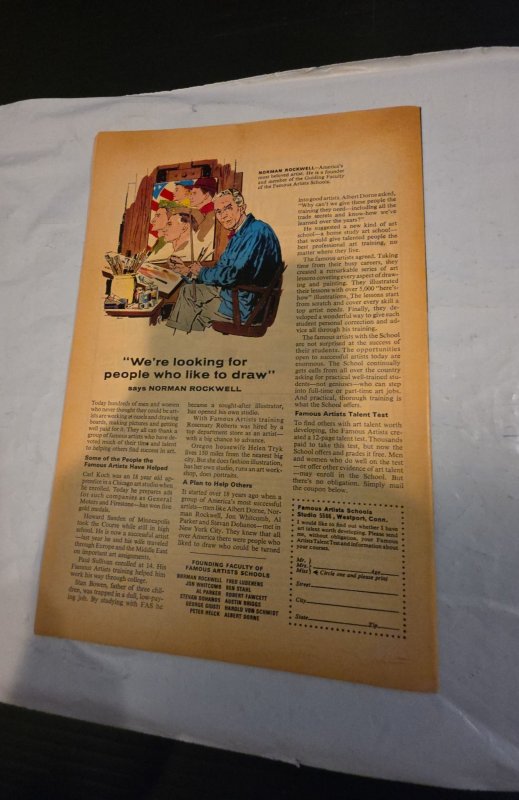 NORMAN ROCKWELL—America's
most beloved artist. He is a founder
and member of the Guiding Faculty
of the Famous Artists Schools.
"We're looking for
people who like to draw"
says NORMAN ROCKWELL
Today hundreds of men and women
who never thought they could be art-
ists are working at easels and drawing
boards, making pictures and getting
well paid for it. They all can thank a
group of famous artists who have de-
voted much of their time and talent
to helping others find success in art.
Some of the People the
Famous Artists Have Helped
Carl Koch was an 18 year old ap-
prentice in a Chicago art studio when
he enrolled. Today he prepares ads
for such companies as General
Motors and Firestone—has won five
gold medals.
Howard Sanden of Minneapolis
took the Course while still in high
school. He is now a successful artist
—last year he and his wife traveled
through Europe and the Middle East
on important art assignments.
Paul Sullivan enrolled at 14. His
Famous Artists training helped him
work his way through college.
Stan Bowen, father of three chil-
dren, was trapped in a dull, low-pay-
ing job. By studying with FAS he
became a sought-after illustrator,
has opened his own studio.
With Famous Artists training
Rosemary Roberts was hired by a
top department store as an artist—
with a big chance to advance.
Oregon housewife Helen Tryk
lives 150 miles from the nearest big
city. But she does fashion illustration,
has her own studio, runs an art work-
shop, does portraits.
A Plan to Help Others
It started over 18 years ago when a
group of America's most successful
artists—men like Albert Dorne, Nor-
man Rockwell, Jon Whitcomb, Al
Parker and Stevan Dohanos—met in
New York City. They knew that all
over America there were people who
liked to draw who could be turned
FOUNDING FACULTY OF
FAMOUS ARTISTS SCHOOLS
NORMAN ROCKWELL FRED LUDEKENS
JON WHITCOMB BEN STAHL
AL PARKER ROBERT FAWCETT
STEVAN DOHANOS AUSTIN BRIGGS
GEORGE GIUSTI HAROLD VON SCHMIDT
PETER HELCK ALBERT DORNE
into good artists. Albert Dorne asked,
"Why can't we give these people the
training they need—including all the
trade secrets and know-how we've
learned over the years?"
He suggested a new kind of art
school—a home study art school—
that would give talented people the
best professional art training, no
matter where they live.
The famous artists agreed. Taking
time from their busy careers, they
created a remarkable series of art
lessons covering every aspect of draw-
ing and painting. They illustrated
their lessons with over 5,000 "here's-
how" illustrations. The lessons start
from scratch and cover every skill a
top artist needs. Finally, they de-
veloped a wonderful way to give each
student personal correction and ad-
vice all through his training.
The famous artists with the School
are not surprised at the success of
their students. The opportunities
open to successful artists today are
enormous. The School continually
gets calls from all over the country
asking for practical well-trained stu-
dents—not geniuses—who can step
into full-time or part-time art jobs.
And practical, thorough training is
what the School offers.
Famous Artists Talent Test
To find others with art talent worth
developing, the Famous Artists cre-
ated a 12-page talent test. Thousands
paid to take this test, but now the
School offers and grades it free. Men
and women who do well on the test
—or offer other evidence of art talent
—may enroll in the School. But
there's no obligation. Simply mail
the coupon below.
Famous Artists Schools
Studio , Westport, Conn.
I would like to find out whether I have
art talent worth developing. Please send
me, without obligation, your Famous
Artists Talent Test and information about
your courses.
Mr.
Mrs. Age
Miss Circle one and please print
Street
City
State Zip